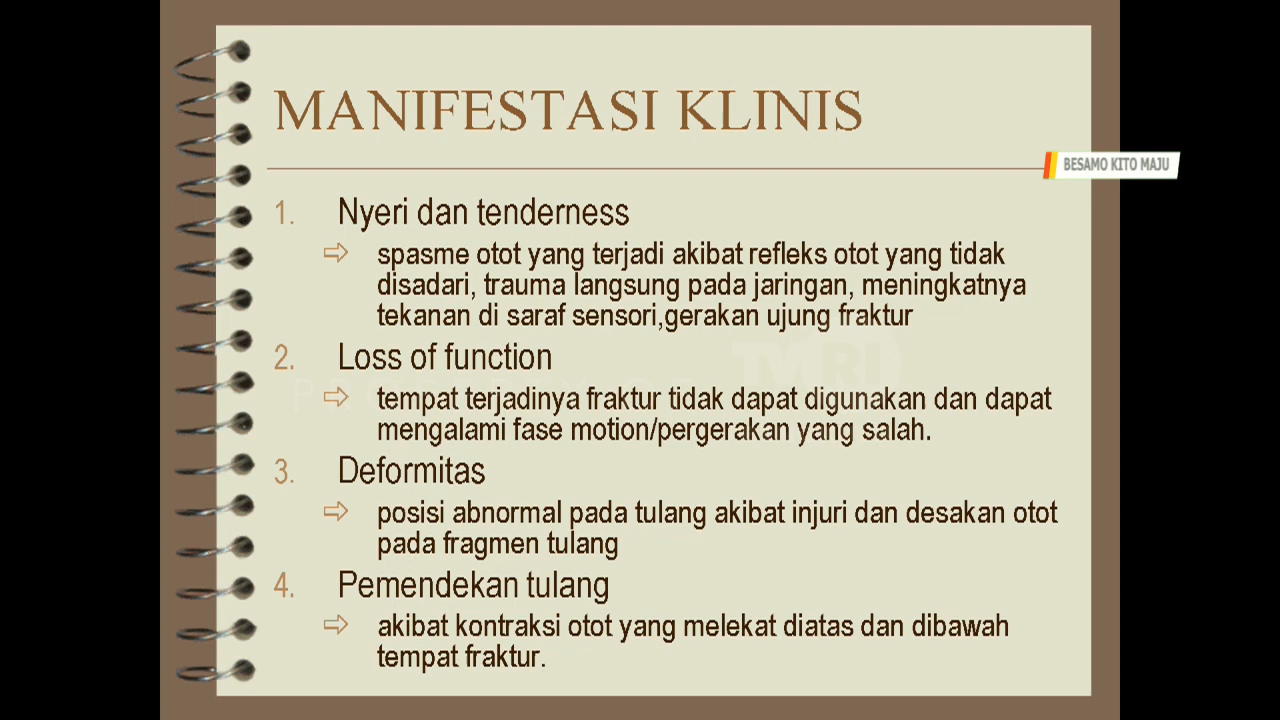 MANIFESTASI KLINIS
BESAMO KITO MAJU
1. Nyeri dan tenderness
⇨ spasme otot yang terjadi akibat refleks otot yang tidak
disadari, trauma langsung pada jaringan, meningkatnya
tekanan di saraf sensori,gerakan ujung fraktur
2. Loss of function
⇨ tempat terjadinya fraktur tidak dapat digunakan dan dapat
mengalami fase motion/pergerakan yang salah.
3. Deformitas
⇨ posisi abnormal pada tulang akibat injuri dan desakan otot
pada fragmen tulang
4. Pemendekan tulang
⇨ akibat kontraksi otot yang melekat diatas dan dibawah
tempat fraktur.